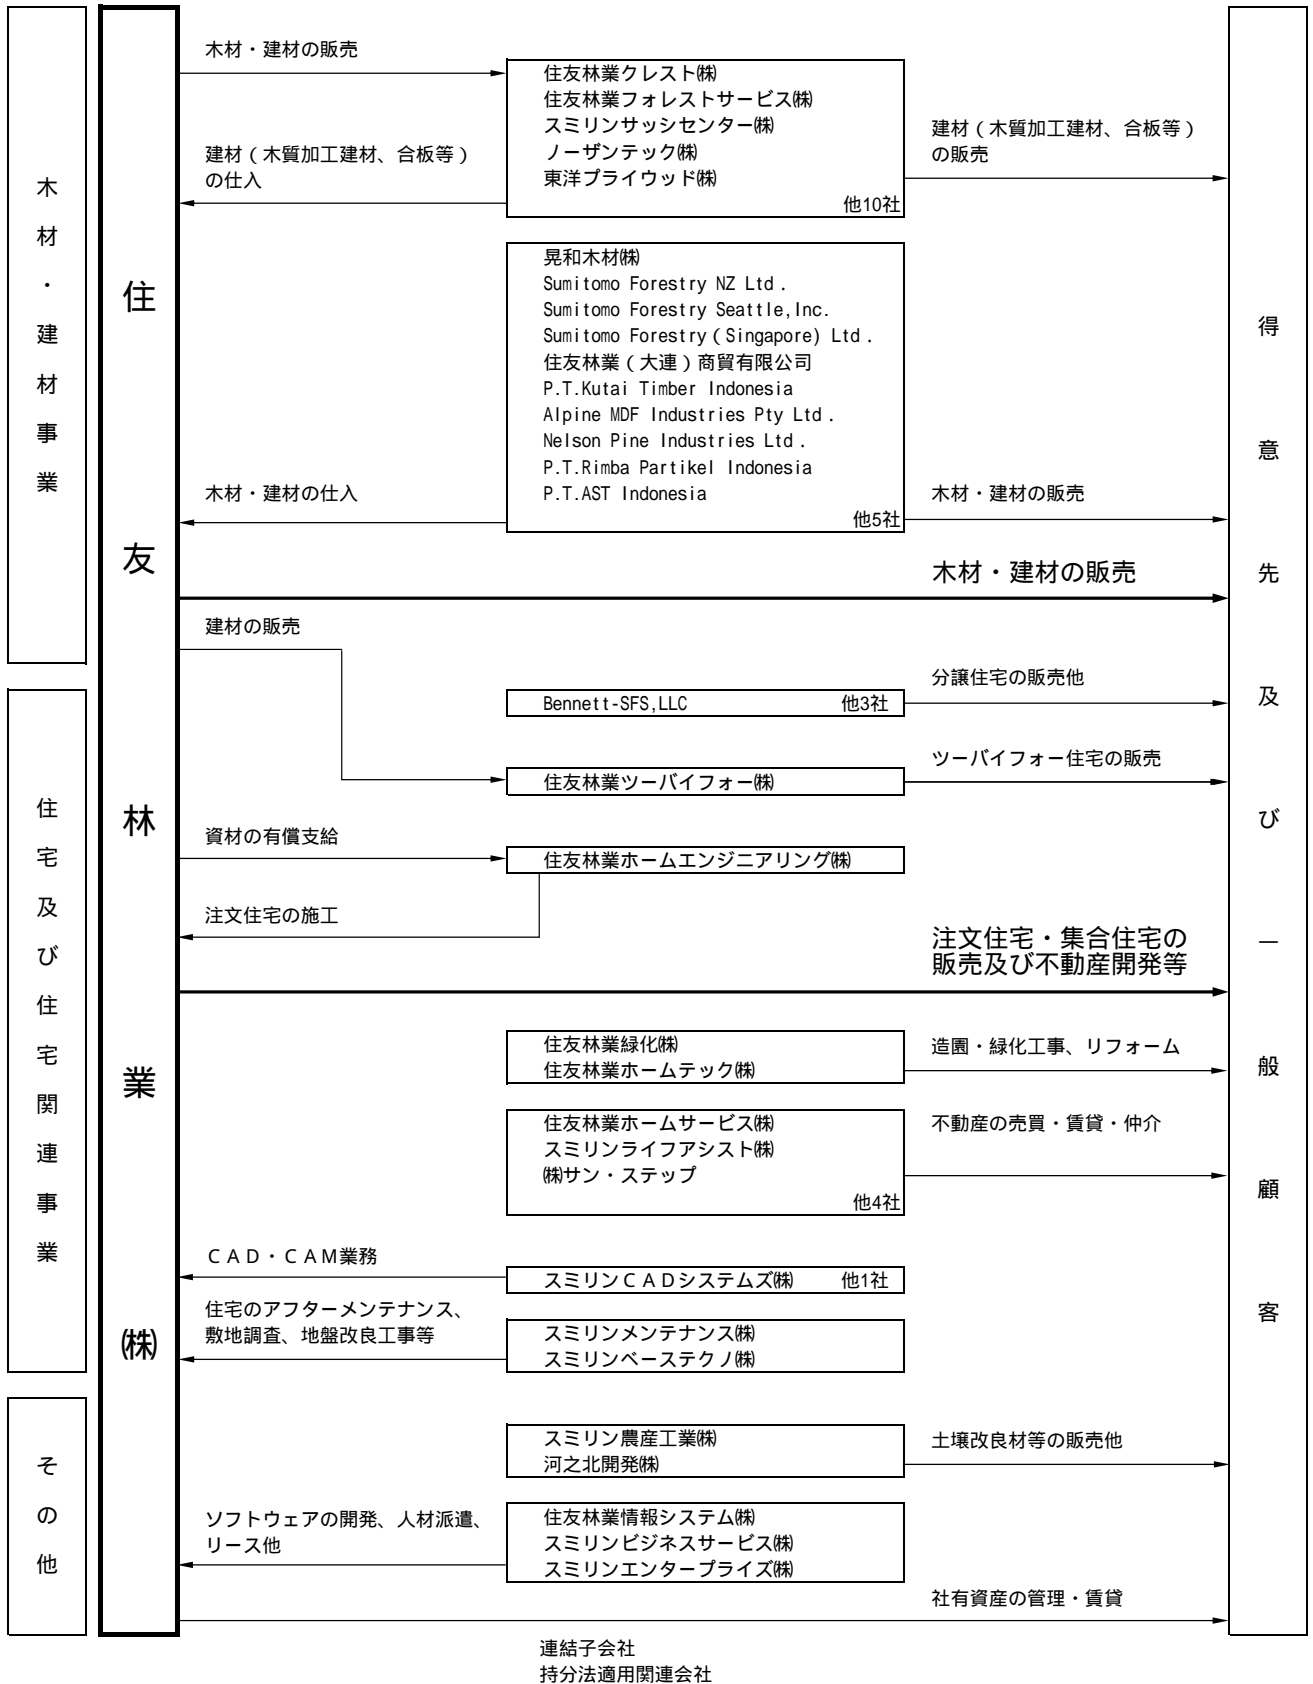 木材・建材事業
住友林業㈱
得意先及び一般顧客
木材・建材の販売
住友林業クレスト㈱
住友林業フォレストサービス㈱
スミリンサッシセンター㈱
ノーザンテック㈱
東洋プライウッド㈱
他10社
建材（木質加工建材、合板等）
の仕入
建材（木質加工建材、合板等）
の販売
晃和木材㈱
Sumitomo Forestry NZ Ltd.
Sumitomo Forestry Seattle,Inc.
Sumitomo Forestry（Singapore) Ltd.
住友林業（大連）商貿有限公司
P.T.Kutai Timber Indonesia
Alpine MDF Industries Pty Ltd.
Nelson Pine Industries Ltd.
P.T.Rimba Partikel Indonesia
P.T.AST Indonesia
他5社
木材・建材の仕入
木材・建材の販売
木材・建材の販売
住宅及び住宅関連事業
建材の販売
Bennett-SFS,LLC 他3社
分譲住宅の販売他
住友林業ツーバイフォー㈱
ツーバイフォー住宅の販売
資材の有償支給
住友林業ホームエンジニアリング㈱
注文住宅の施工
注文住宅・集合住宅の
販売及び不動産開発等
住友林業緑化㈱
住友林業ホームテック㈱
造園・緑化工事、リフォーム
住友林業ホームサービス㈱
スミリンライフアシスト㈱
㈱サン・ステップ
他4社
不動産の売買・賃貸・仲介
ＣＡＤ・ＣＡＭ業務
スミリンＣＡＤシステムズ㈱ 他1社
住宅のアフターメンテナンス、
敷地調査、地盤改良工事等
スミリンメンテナンス㈱
スミリンベーステクノ㈱
その他
スミリン農産工業㈱
河之北開発㈱
土壌改良材等の販売他
ソフトウェアの開発、人材派遣、
リース他
住友林業情報システム㈱
スミリンビジネスサービス㈱
スミリンエンタープライズ㈱
社有資産の管理・賃貸
連結子会社
持分法適用関連会社